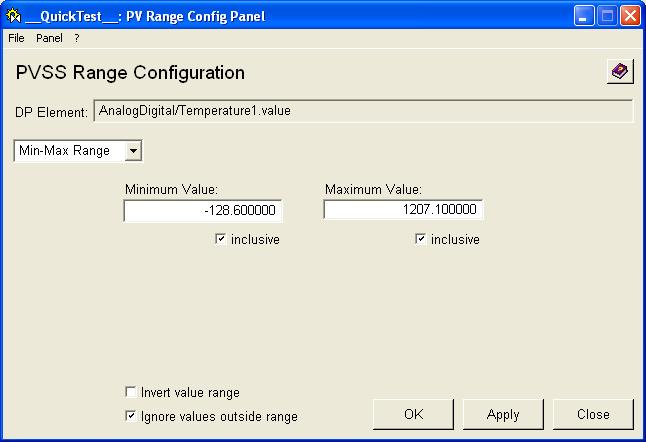 __QuickTest__: PV Range Config Panel
File Panel ?
PVSS Range Configuration
DP Element: AnalogDigital/Temperature1.value
Min-Max Range
Minimum Value: Maximum Value:
-128.600000 1207.100000
inclusive inclusive
Invert value range
Ignore values outside range
OK Apply Close